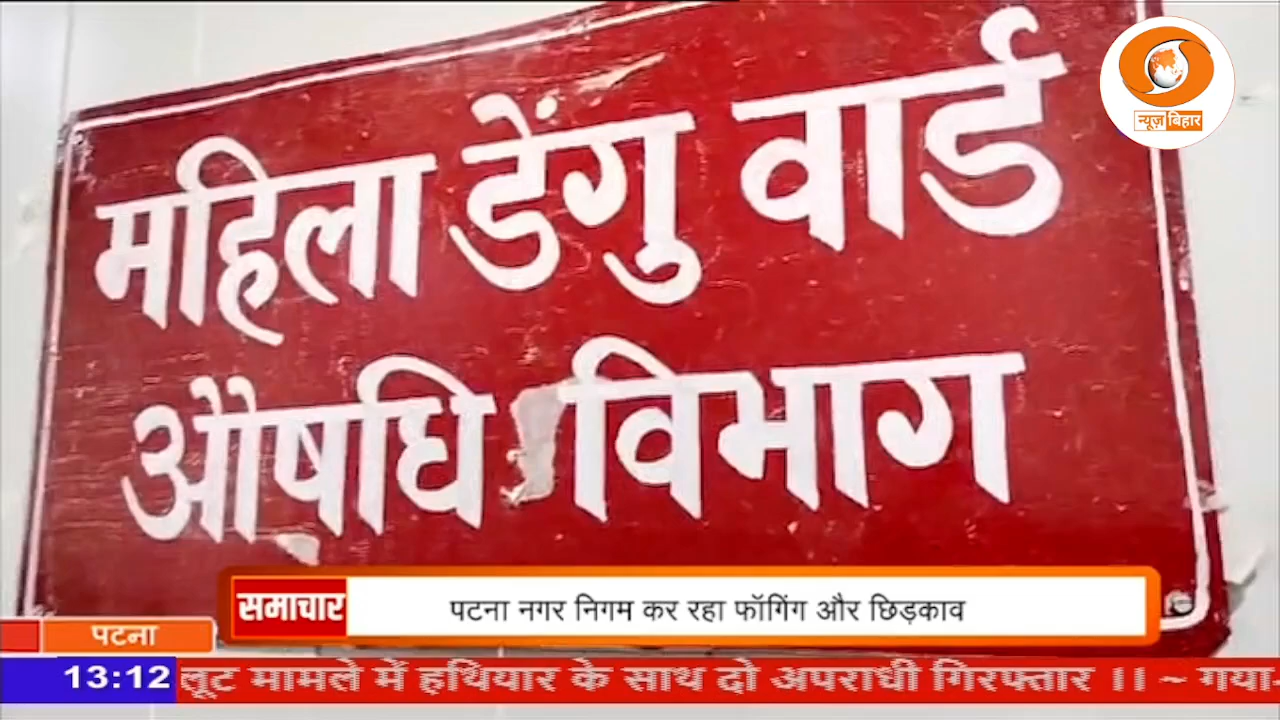 न्यूज़ बिहार
महिला डेंगु वार्ड
औषधि विभाग
समाचार
पटना नगर निगम कर रहा फॉगिंग और छिड़काव
पटना
13:12
लूट मामले में हथियार के साथ दो अपराधी गिरफ्तार ।। ~ गया-